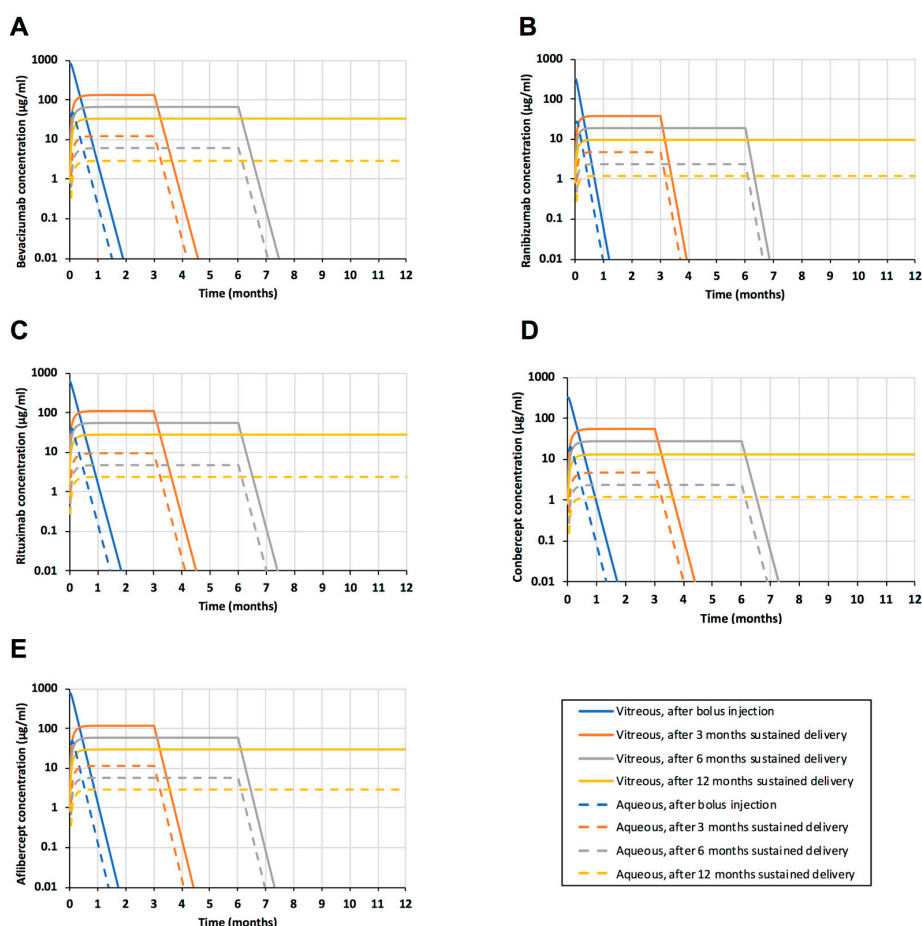 A
Bevacizumab concentration (µg/ml)
1000
100
10
1
0.1
0.01
0 1 2 3 4 5 6 7 8 9 10 11 12
Time (months)
B
Ranibizumab concentration (µg/ml)
1000
100
10
1
0.1
0.01
0 1 2 3 4 5 6 7 8 9 10 11 12
Time (months)
C
Rituximab concentration (µg/ml)
1000
100
10
1
0.1
0.01
0 1 2 3 4 5 6 7 8 9 10 11 12
Time (months)
D
Conbercept concentration (µg/ml)
1000
100
10
1
0.1
0.01
0 1 2 3 4 5 6 7 8 9 10 11 12
Time (months)
E
Aflibercept concentration (µg/ml)
1000
100
10
1
0.1
0.01
0 1 2 3 4 5 6 7 8 9 10 11 12
Time (months)
Vitreous, after bolus injection
Vitreous, after 3 months sustained delivery
Vitreous, after 6 months sustained delivery
Vitreous, after 12 months sustained delivery
Aqueous, after bolus injection
Aqueous, after 3 months sustained delivery
Aqueous, after 6 months sustained delivery
Aqueous, after 12 months sustained delivery